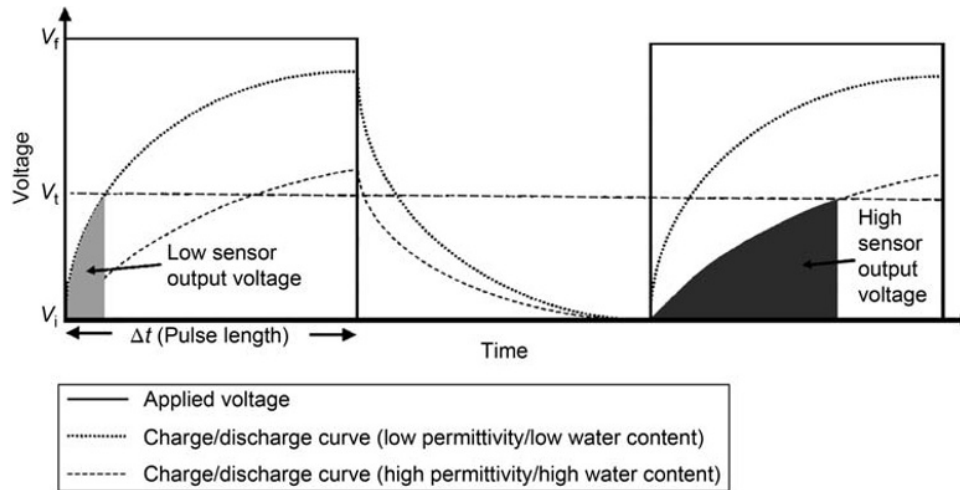 V_f
Voltage
V_t
Low sensor
output voltage
High
sensor
output
voltage
V_i
Δt (Pulse length)
Time
Applied voltage
Charge/discharge curve (low permittivity/low water content)
Charge/discharge curve (high permittivity/high water content)